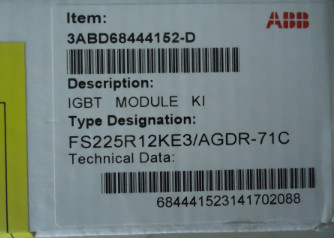 Item:
ABB
3ABD68444152-D
Description:
IGBT MODULE KI
Type Designation:
FS225R12KE3/AGDR-71C
Technical Data:
684441523141702088